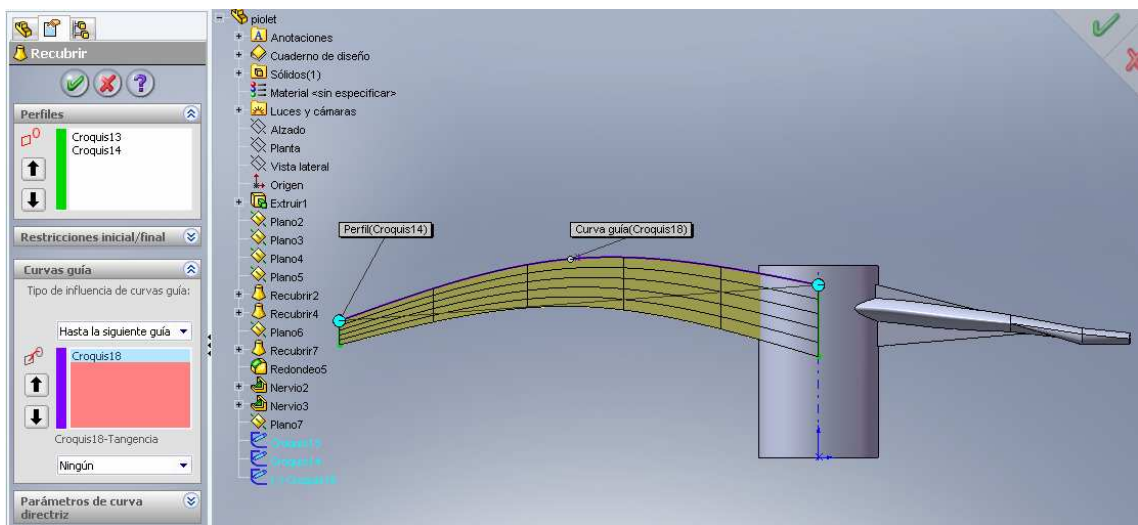 Recubrir
Perfiles
Croquis13
Croquis14
Restricciones inicial/final
Curvas guía
Tipo de influencia de curvas guía:
Hasta la siguiente guía
Croquis18
Croquis18-Tangencia
Ningún
Parámetros de curva
directriz
piolet
Anotaciones
Cuaderno de diseño
Sólidos(1)
Material <sin especificar>
Luces y cámaras
Alzado
Planta
Vista lateral
Origen
Extruir1
Plano2
Plano3
Plano4
Plano5
Recubrir2
Recubrir4
Plano6
Recubrir7
Redondeo5
Nervio2
Nervio3
Plano7
Croquis14
Perfil(Croquis14)
Curva guía(Croquis18)